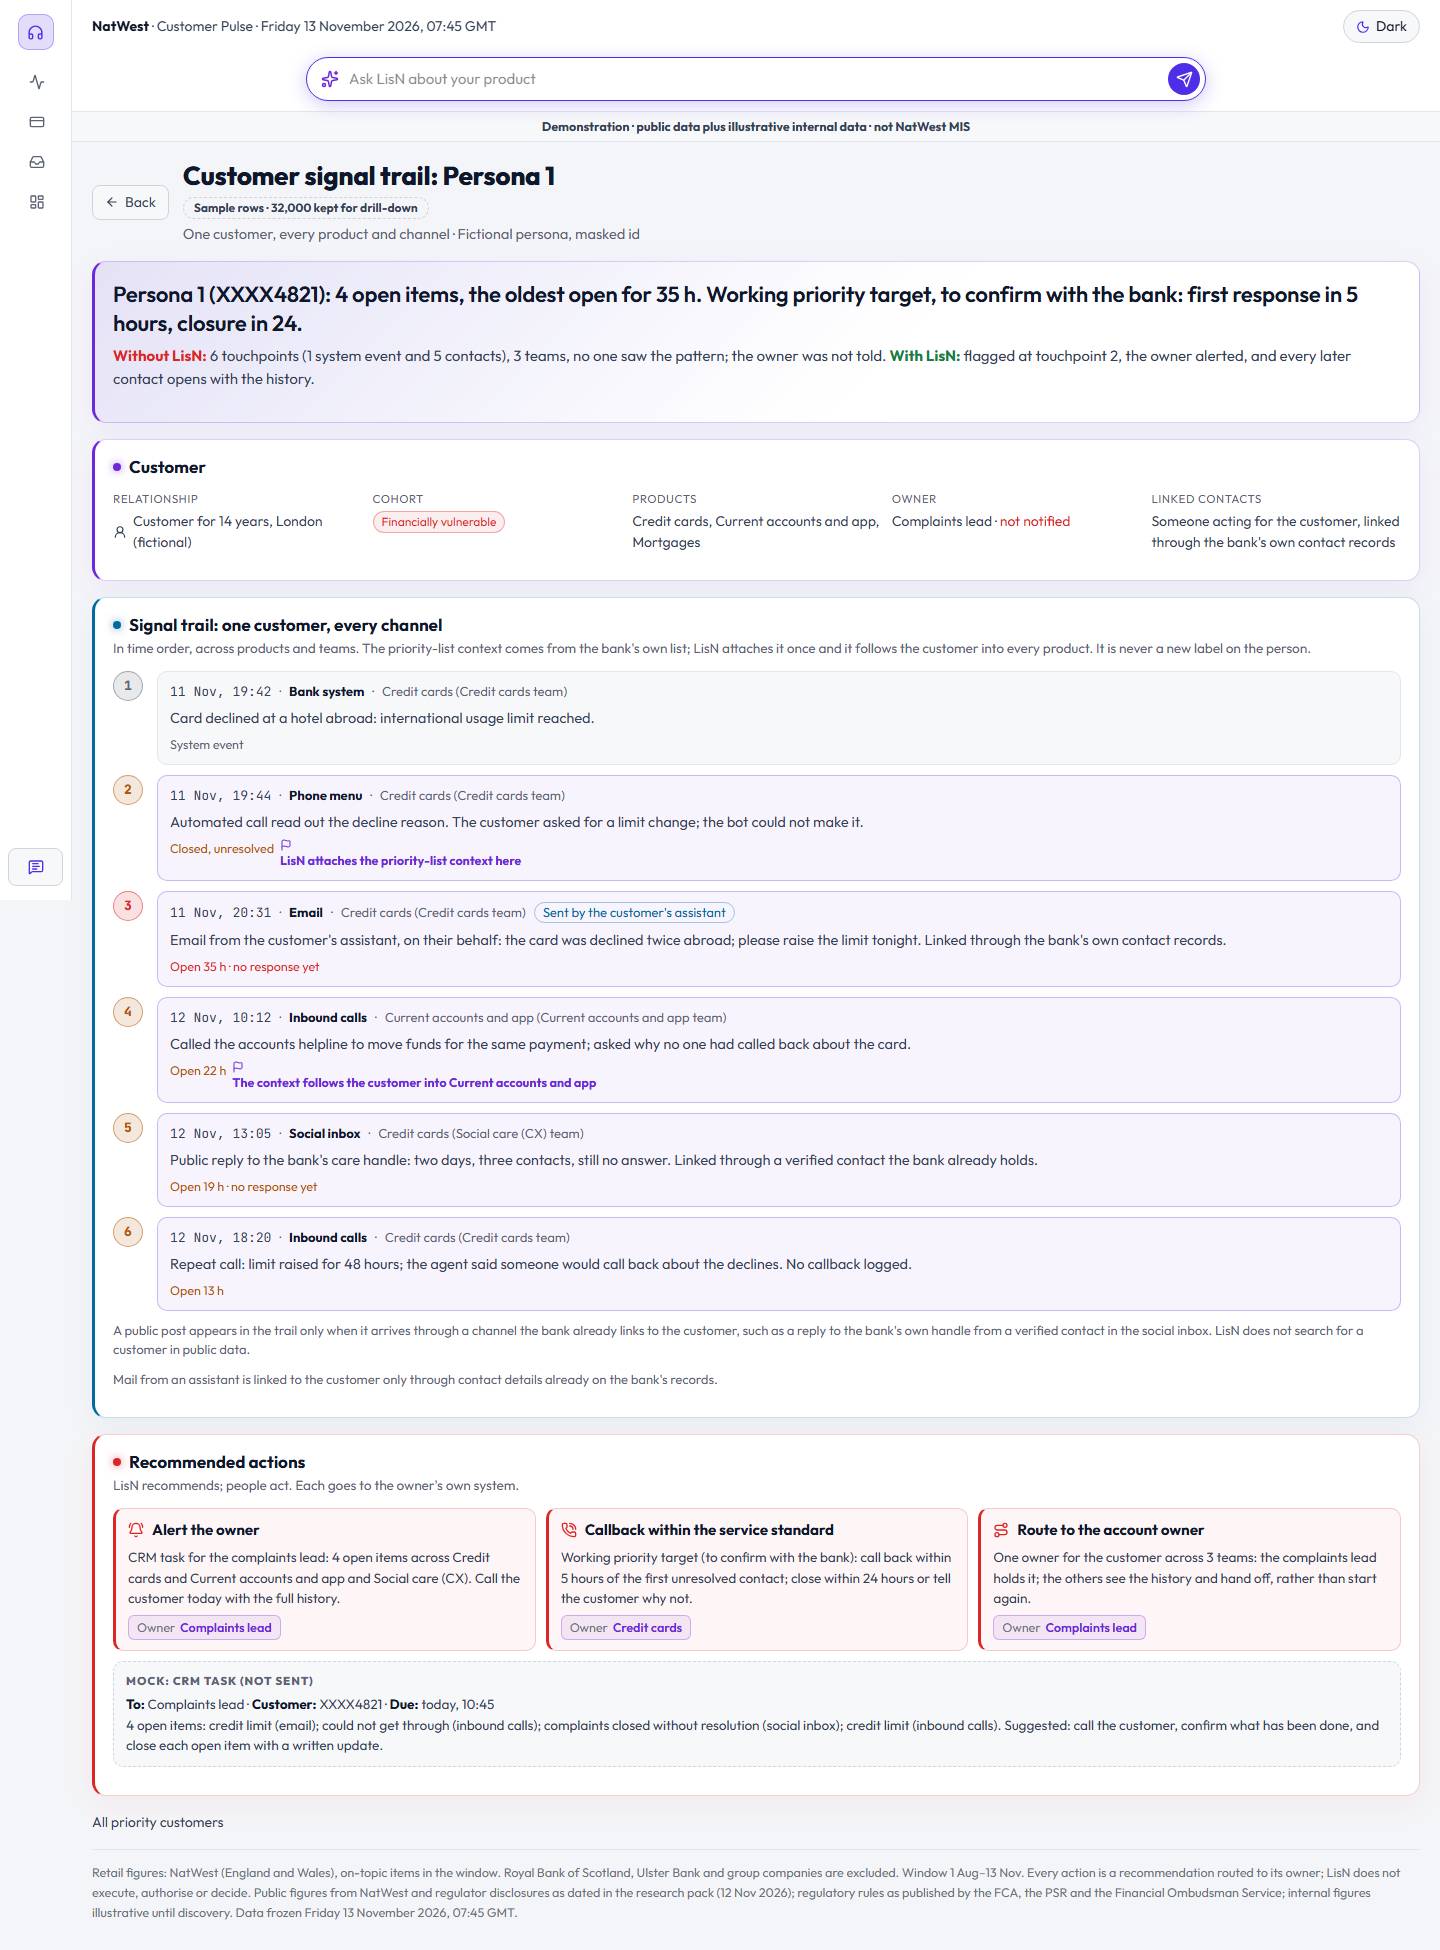 NatWest · Customer Pulse · Friday 13 November 2026, 07:45 GMT
Dark
Ask LisN about your product
Demonstration · public data plus illustrative internal data · not NatWest MIS
Back
Customer signal trail: Persona 1
Sample rows · 32,000 kept for drill-down
One customer, every product and channel · Fictional persona, masked id
Persona 1 (XXXX4821): 4 open items, the oldest open for 35 h. Working priority target, to confirm with the bank: first response in 5
hours, closure in 24.
Without LisN: 6 touchpoints (1 system event and 5 contacts), 3 teams, no one saw the pattern; the owner was not told. With LisN: flagged at touchpoint 2, the owner alerted, and every later
contact opens with the history.
Customer
RELATIONSHIP
Customer for 14 years, London
(fictional)
COHORT
Financially vulnerable
PRODUCTS
Credit cards, Current accounts and app,
Mortgages
OWNER
Complaints lead · not notified
LINKED CONTACTS
Someone acting for the customer, linked
through the bank's own contact records
Signal trail: one customer, every channel
In time order, across products and teams. The priority-list context comes from the bank's own list; LisN attaches it once and it follows the customer into every product. It is never a new label on the person.
1
11 Nov, 19:42 · Bank system · Credit cards (Credit cards team)
Card declined at a hotel abroad: international usage limit reached.
System event
2
11 Nov, 19:44 · Phone menu · Credit cards (Credit cards team)
Automated call read out the decline reason. The customer asked for a limit change; the bot could not make it.
Closed, unresolved
LisN attaches the priority-list context here
3
11 Nov, 20:31 · Email · Credit cards (Credit cards team) Sent by the customer's assistant
Email from the customer's assistant, on their behalf: the card was declined twice abroad; please raise the limit tonight. Linked through the bank's own contact records.
Open 35 h · no response yet
4
12 Nov, 10:12 · Inbound calls · Current accounts and app (Current accounts and app team)
Called the accounts helpline to move funds for the same payment; asked why no one had called back about the card.
Open 22 h
The context follows the customer into Current accounts and app
5
12 Nov, 13:05 · Social inbox · Credit cards (Social care (CX) team)
Public reply to the bank's care handle: two days, three contacts, still no answer. Linked through a verified contact the bank already holds.
Open 19 h · no response yet
6
12 Nov, 18:20 · Inbound calls · Credit cards (Credit cards team)
Repeat call: limit raised for 48 hours; the agent said someone would call back about the declines. No callback logged.
Open 13 h
A public post appears in the trail only when it arrives through a channel the bank already links to the customer, such as a reply to the bank's own handle from a verified contact in the social inbox. LisN does not search for a
customer in public data.
Mail from an assistant is linked to the customer only through contact details already on the bank's records.
Recommended actions
LisN recommends; people act. Each goes to the owner's own system.
Alert the owner
CRM task for the complaints lead: 4 open items across Credit
cards and Current accounts and app and Social care (CX). Call the
customer today with the full history.
Owner Complaints lead
Callback within the service standard
Working priority target (to confirm with the bank): call back within
5 hours of the first unresolved contact; close within 24 hours or tell
the customer why not.
Owner Credit cards
Route to the account owner
One owner for the customer across 3 teams: the complaints lead
holds it; the others see the history and hand off, rather than start
again.
Owner Complaints lead
MOCK: CRM TASK (NOT SENT)
To: Complaints lead · Customer: XXXX4821 · Due: today, 10:45
4 open items: credit limit (email); could not get through (inbound calls); complaints closed without resolution (social inbox); credit limit (inbound calls). Suggested: call the customer, confirm what has been done, and
close each open item with a written update.
All priority customers
Retail figures: NatWest (England and Wales), on-topic items in the window. Royal Bank of Scotland, Ulster Bank and group companies are excluded. Window 1 Aug–13 Nov. Every action is a recommendation routed to its owner; LisN does not
execute, authorise or decide. Public figures from NatWest and regulator disclosures as dated in the research pack (12 Nov 2026); regulatory rules as published by the FCA, the PSR and the Financial Ombudsman Service; internal figures
illustrative until discovery. Data frozen Friday 13 November 2026, 07:45 GMT.